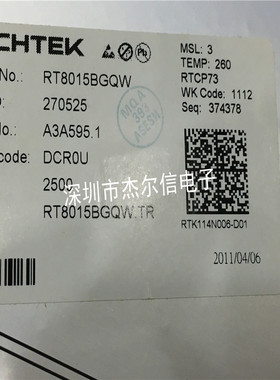 CHTEK
MSL: 3
TEMP: 260
RTCP73
WK Code: 1112
Seq: 374378
No.: RT8015BGQW
D: 270525
No.: A3A595.1
code: DCR0U
2500
RT8015BGQW.TR
深圳市杰尔信电子
RTK114N006-D01
2011/04/06